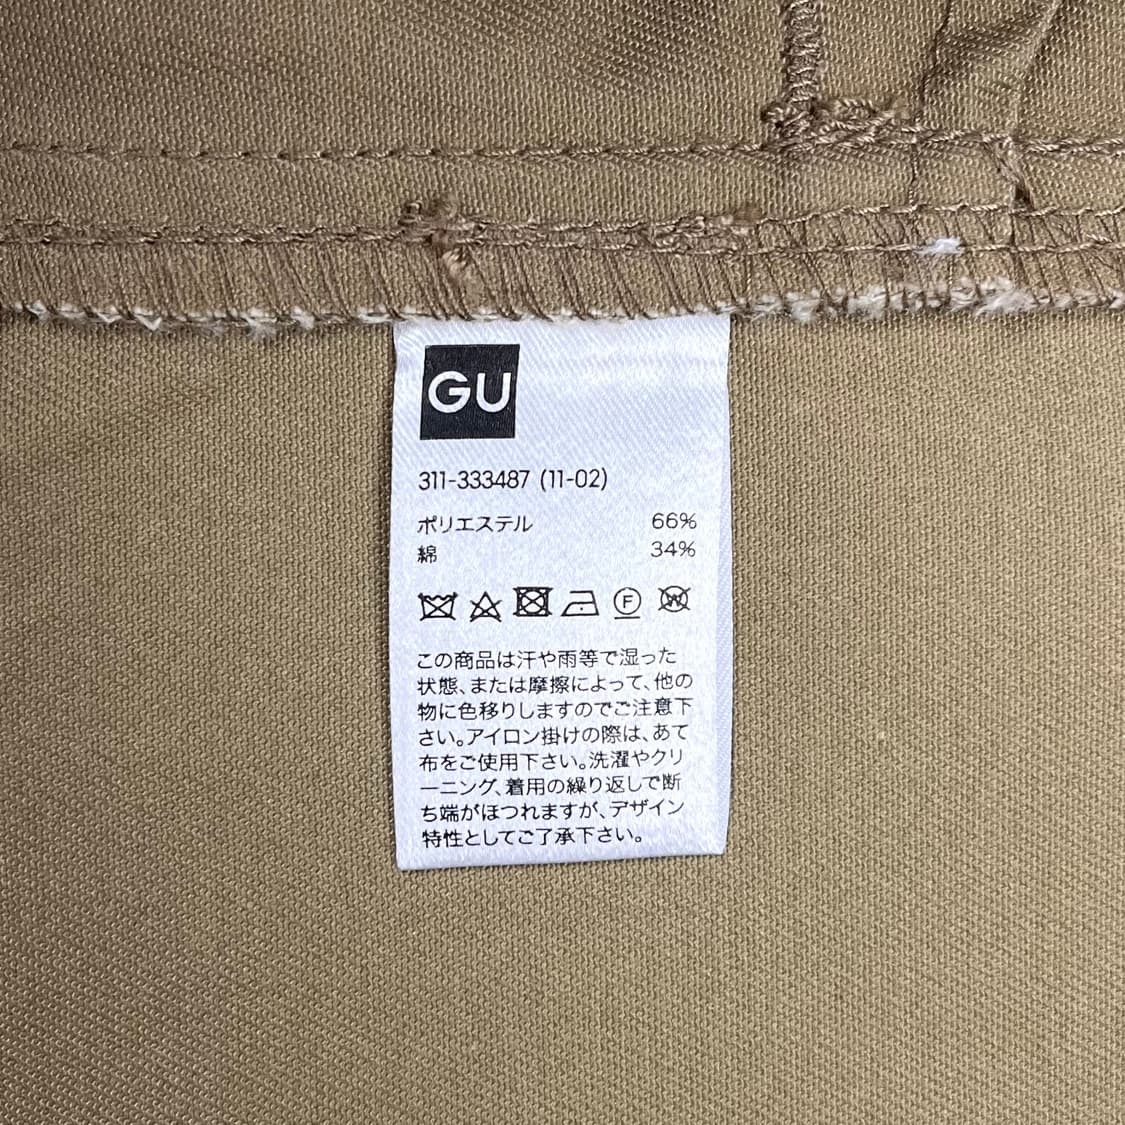 GU
311-333487 (11-02)
ポリエステル 66%
綿 34%
F W
この商品は汗や雨等で湿った
状態、または摩擦によって、他の
物に色移りしますのでご注意下
さい。アイロン掛けの際は、あて
布をご使用下さい。洗濯やクリ
ーニング、着用の繰り返しで断
ち端がほつれますが、デザイン
特性としてご了承下さい。